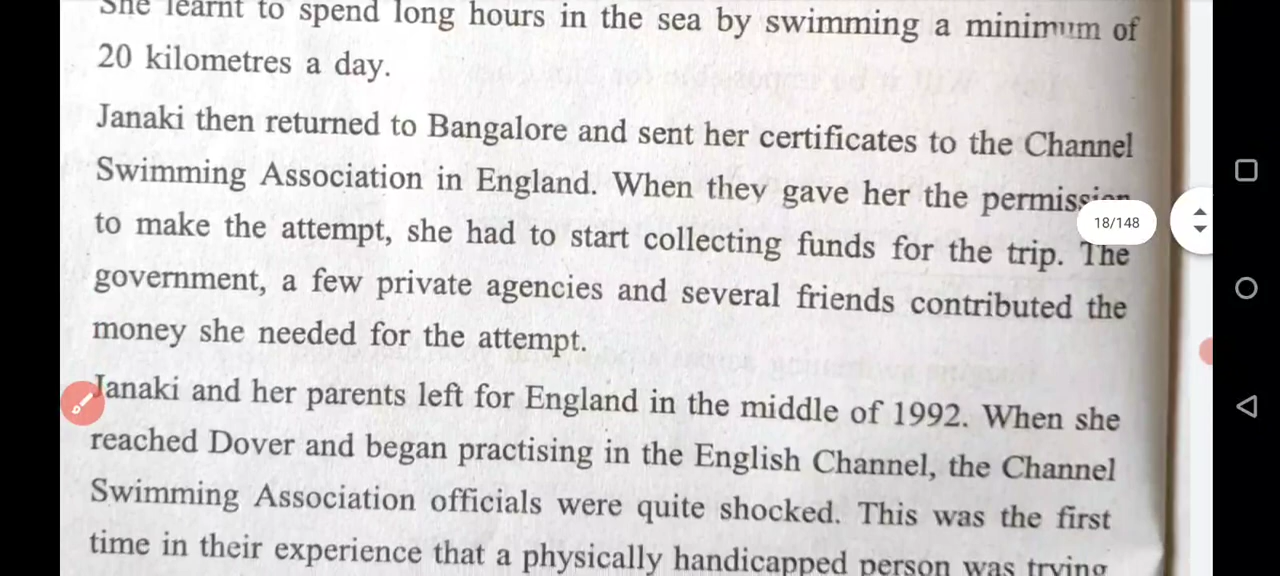 She learnt to spend long hours in the sea by swimming a minimum of
20 kilometres a day.
Janaki then returned to Bangalore and sent her certificates to the Channel
Swimming Association in England. When they gave her the permission
to make the attempt, she had to start collecting funds for the trip. The
18/148
government, a few private agencies and several friends contributed the
money she needed for the attempt.
Janaki and her parents left for England in the middle of 1992. When she
reached Dover and began practising in the English Channel, the Channel
Swimming Association officials were quite shocked. This was the first
time in their experience that a physically handicapped person was trying